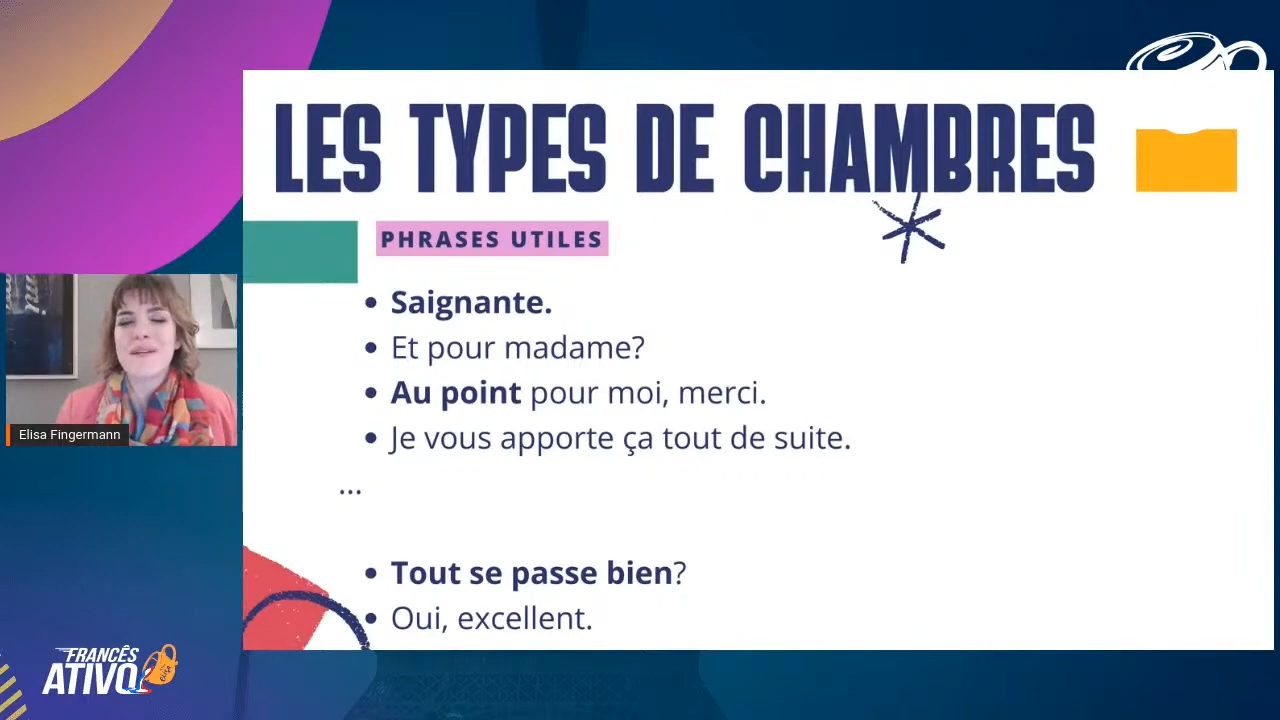 LES TYPES DE CHAMBRES
PHRASES UTILES
• Saignante.
• Et pour madame?
• Au point pour moi, merci.
• Je vous apporte ça tout de suite.
...
• Tout se passe bien?
• Oui, excellent.
Elisa Fingermann
FRANCÊS
ATIVO